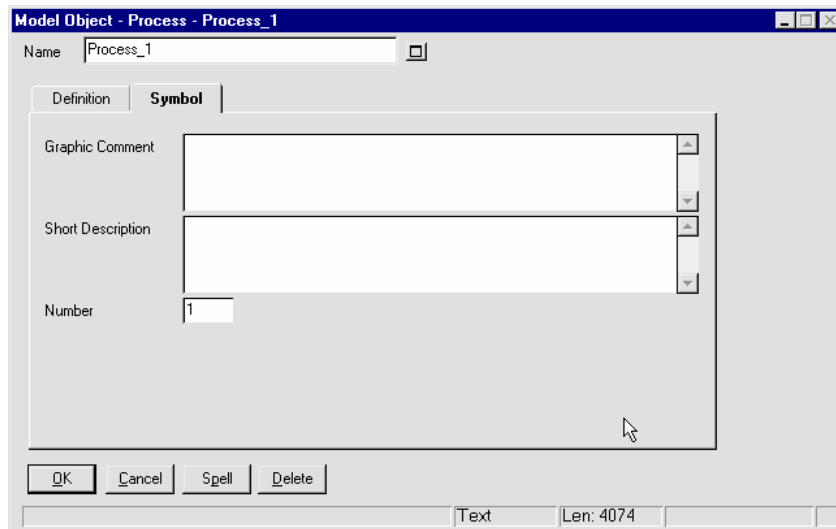 Model Object - Process - Process_1
Name Process_1
Definition Symbol
Graphic Comment
Short Description
Number 1
OK Cancel Spell Delete
Text Len: 4074